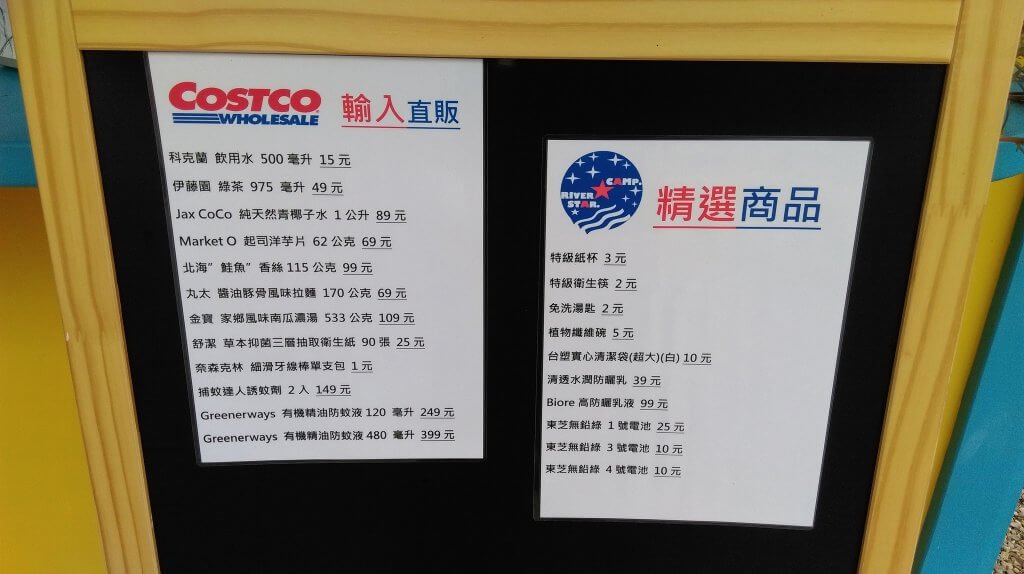 COSTCO
WHOLESALE
輸入直販
科克蘭 飲用水 500 毫升 15 元
伊藤園 綠茶 975 毫升 49 元
Jax CoCo 純天然青椰子水 1 公升 89 元
Market O 起司洋芋片 62 公克 69 元
北海”鮭魚”香絲 115 公克 99 元
丸太 醬油豚骨風味拉麵 170 公克 69 元
金寶 家鄉風味南瓜濃湯 533 公克 109 元
舒潔 草本抑菌三層抽取衛生紙 90 張 25 元
奈森克林 細滑牙線棒單支包 1 元
捕蚊達人誘蚊劑 2 入 149 元
Greenerways 有機精油防蚊液 120 毫升 249 元
Greenerways 有機精油防蚊液 480 毫升 399 元
CAMP.
RIVER
STAR.
精選商品
特級紙杯 3 元
特級衛生筷 2 元
免洗湯匙 2 元
植物纖維碗 5 元
台塑實心清潔袋(超大)(白) 10 元
清透水潤防曬乳 39 元
Biore 高防曬乳液 99 元
東芝無鉛綠 1 號電池 25 元
東芝無鉛綠 3 號電池 10 元
東芝無鉛綠 4 號電池 10 元